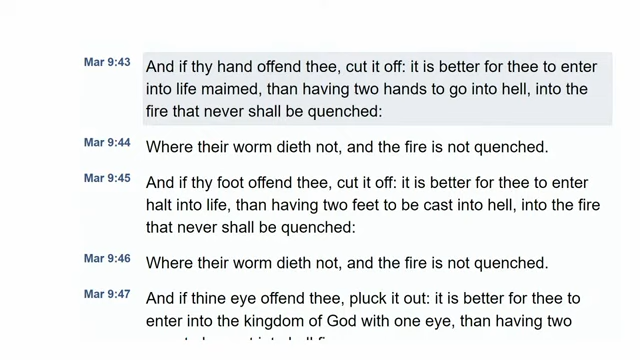 Mar 9:43 And if thy hand offend thee, cut it off: it is better for thee to enter
into life maimed, than having two hands to go into hell, into the
fire that never shall be quenched:
Mar 9:44 Where their worm dieth not, and the fire is not quenched.
Mar 9:45 And if thy foot offend thee, cut it off: it is better for thee to enter
halt into life, than having two feet to be cast into hell, into the fire
that never shall be quenched:
Mar 9:46 Where their worm dieth not, and the fire is not quenched.
Mar 9:47 And if thine eye offend thee, pluck it out: it is better for thee to
enter into the kingdom of God with one eye, than having two